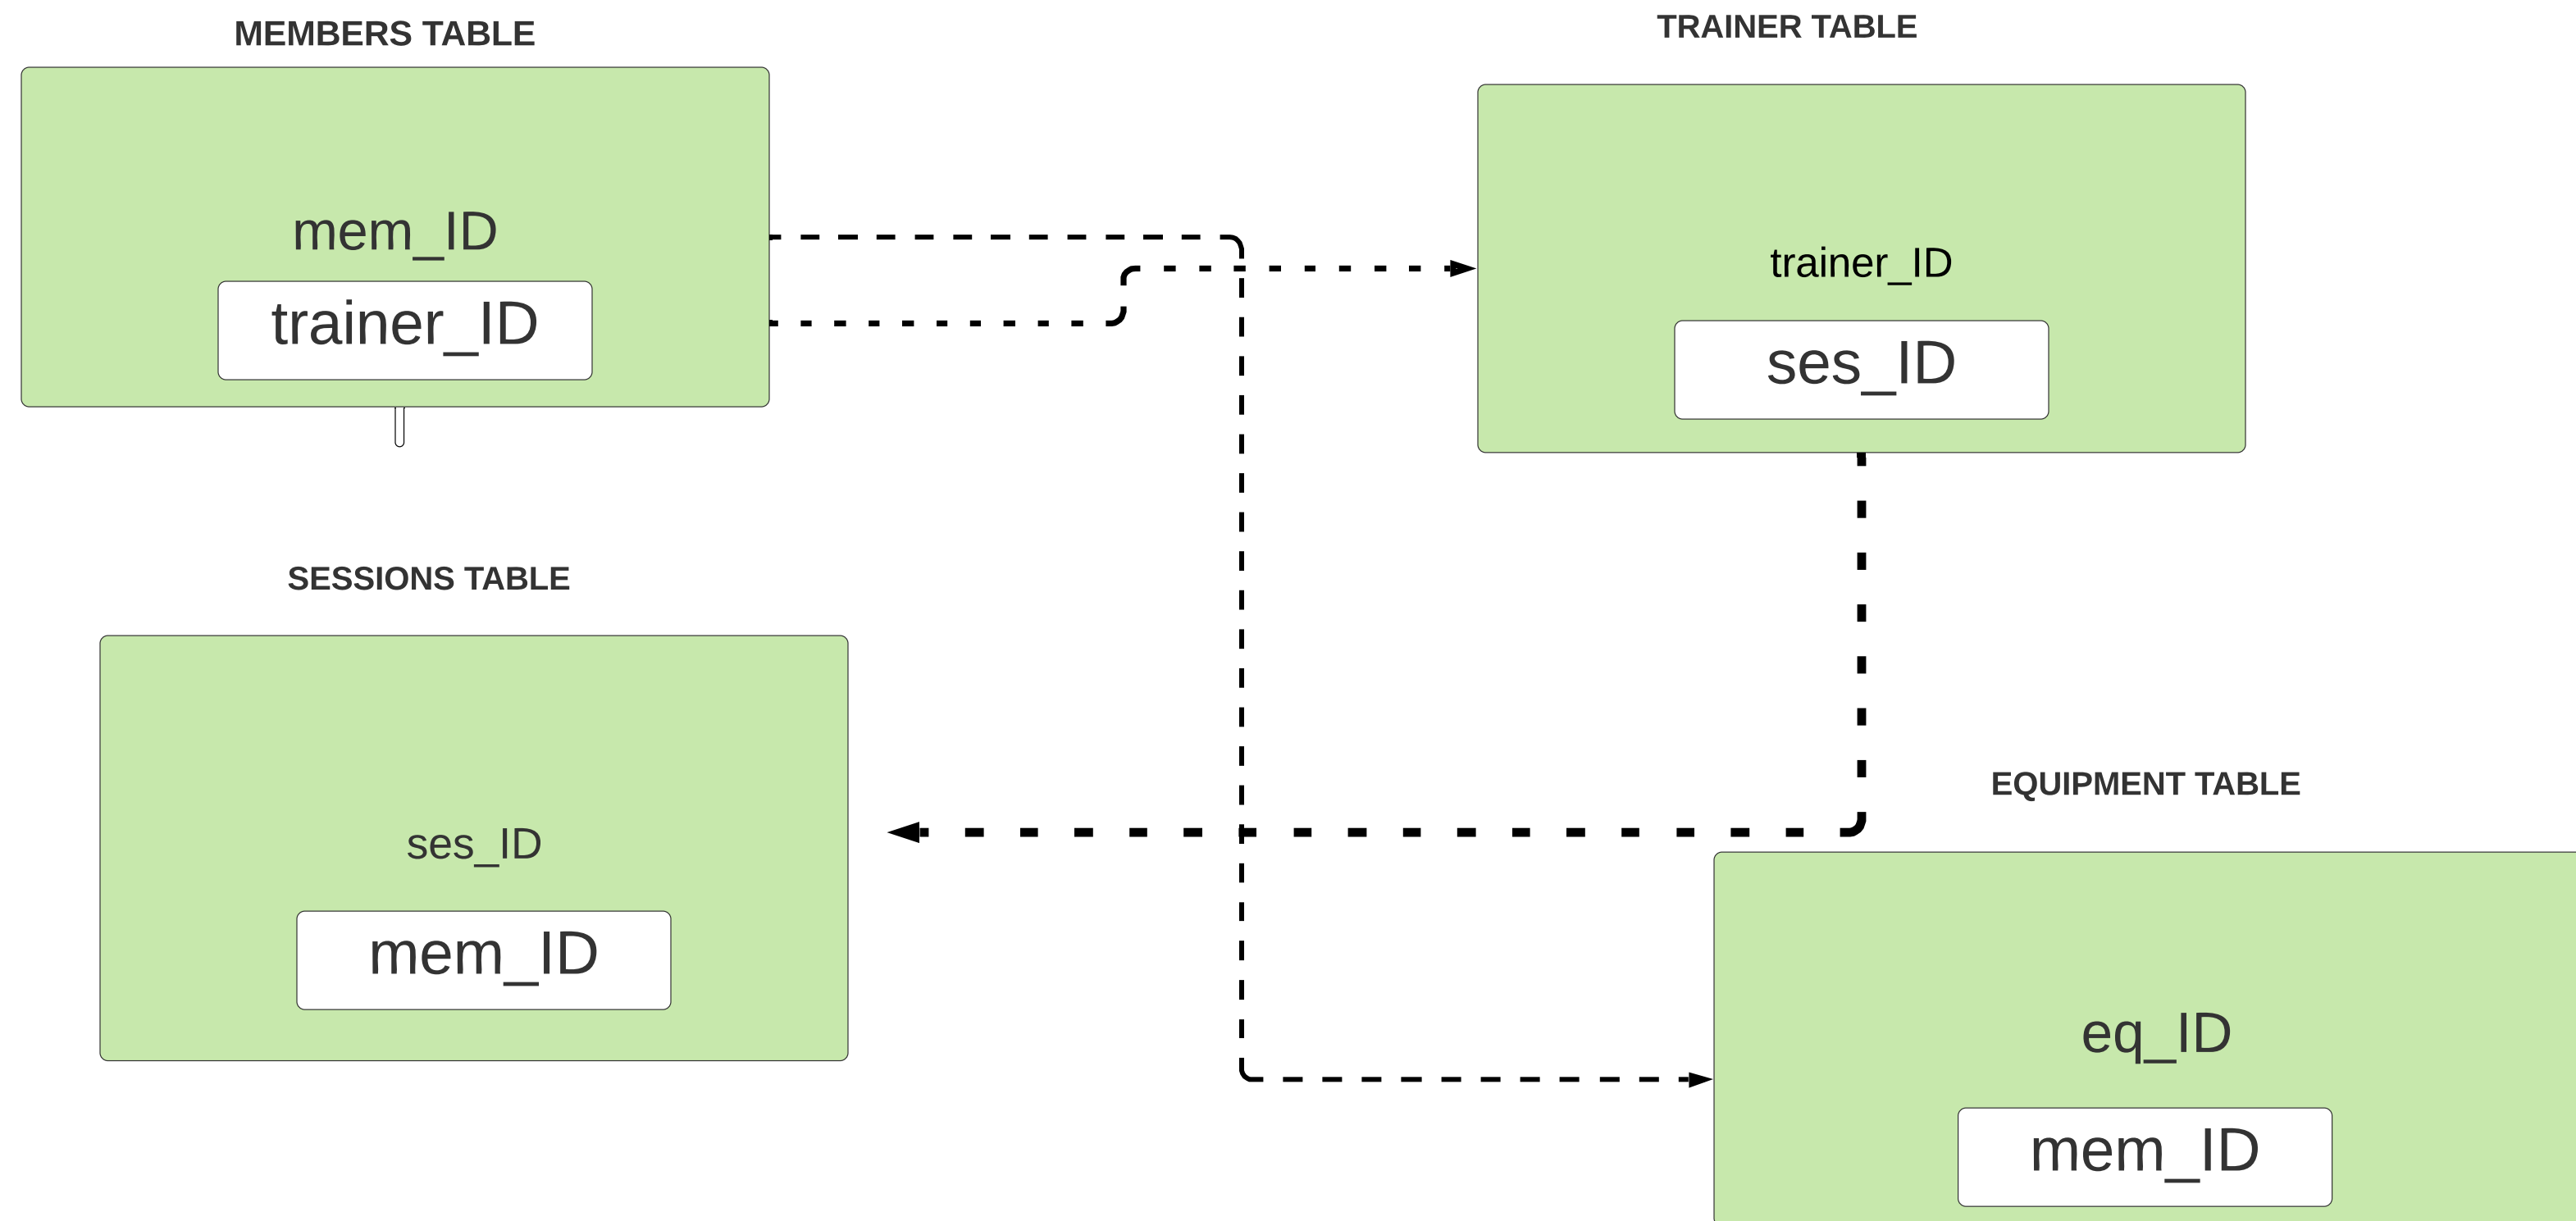 MEMBERS TABLE
mem_ID
trainer_ID
TRAINER TABLE
trainer_ID
ses_ID
SESSIONS TABLE
ses_ID
mem_ID
EQUIPMENT TABLE
eq_ID
mem_ID